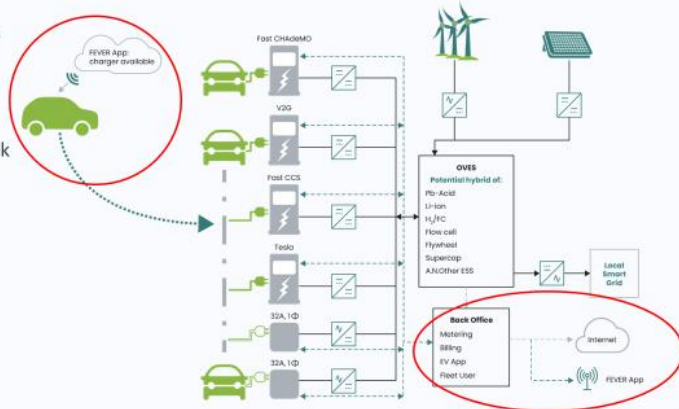 FEVER App:
charger available
k
Fast CHAdeMO
V2G
Fast CCS
Tesla
32A, 1Φ
32A, 1Φ
OVES
Potential hybrid of:
Pb-Acid
Li-ion
H₂/FC
Flow cell
Flywheel
Supercap
A.N.Other ESS
Local
Smart
Grid
Back Office
Metering
Billing
EV App
Fleet User
Internet
FEVER App